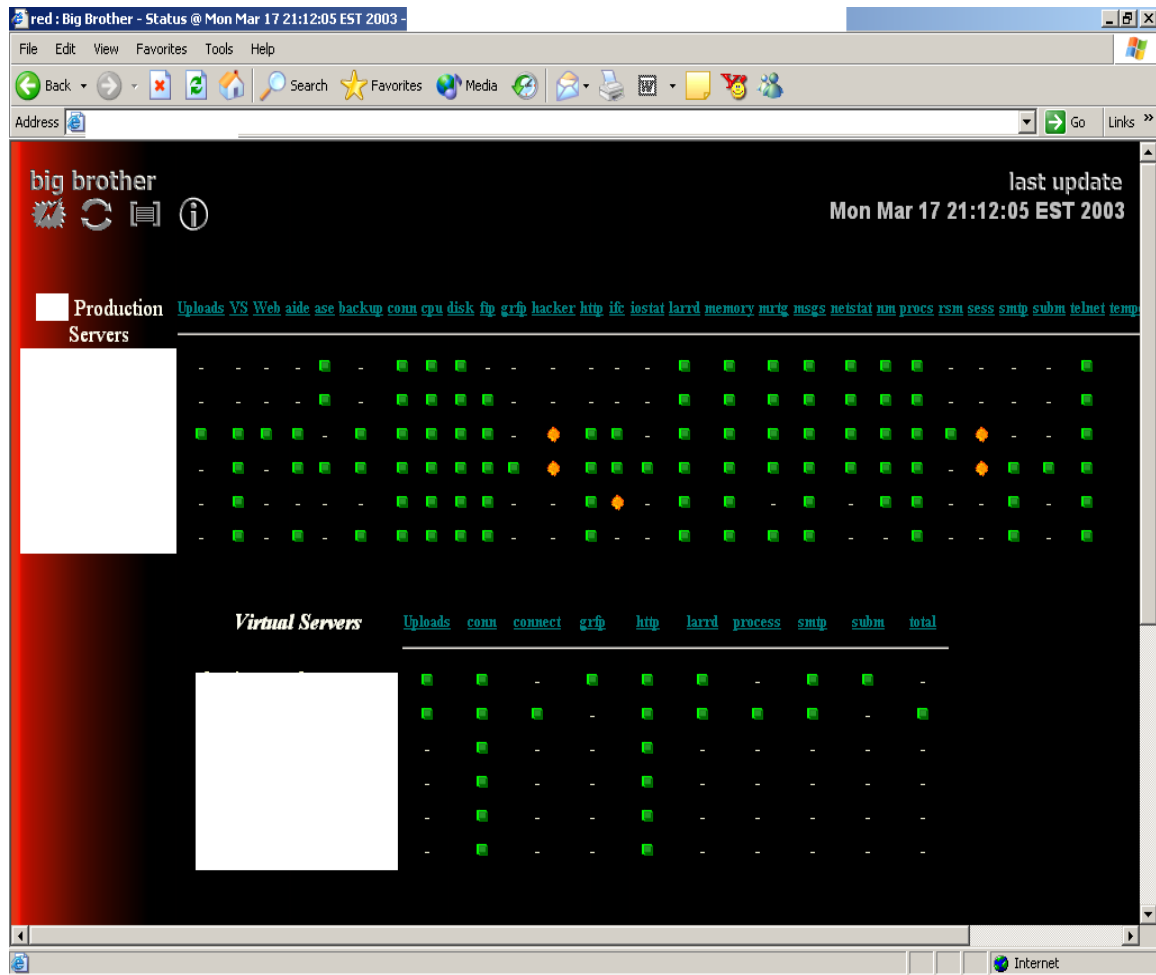 red : Big Brother - Status @ Mon Mar 17 21:12:05 EST 2003 -
File Edit View Favorites Tools Help
Back Search Favorites Media
Address Go Links »
big brother
last update
Mon Mar 17 21:12:05 EST 2003
Production Servers
Uploads VS Web aide ase backup conn cpu disk ftp grfp hacker http ifc iostat larrd memory mrtg msgs netstat nm procs rsm sess smtp subm telnet temp
- - - - - - - - - - - - - - -
- - - - - - - - - - - - - -
- - - - -
- - -
- - - - - - - - - - - -
- - - - - - - - - - - -
Virtual Servers
Uploads conn connect grfp http larrd process smtp subm total
- - -
- -
- - - - - - - -
- - - - - - - -
- - - - - - - -
- - - - - - - -
Internet